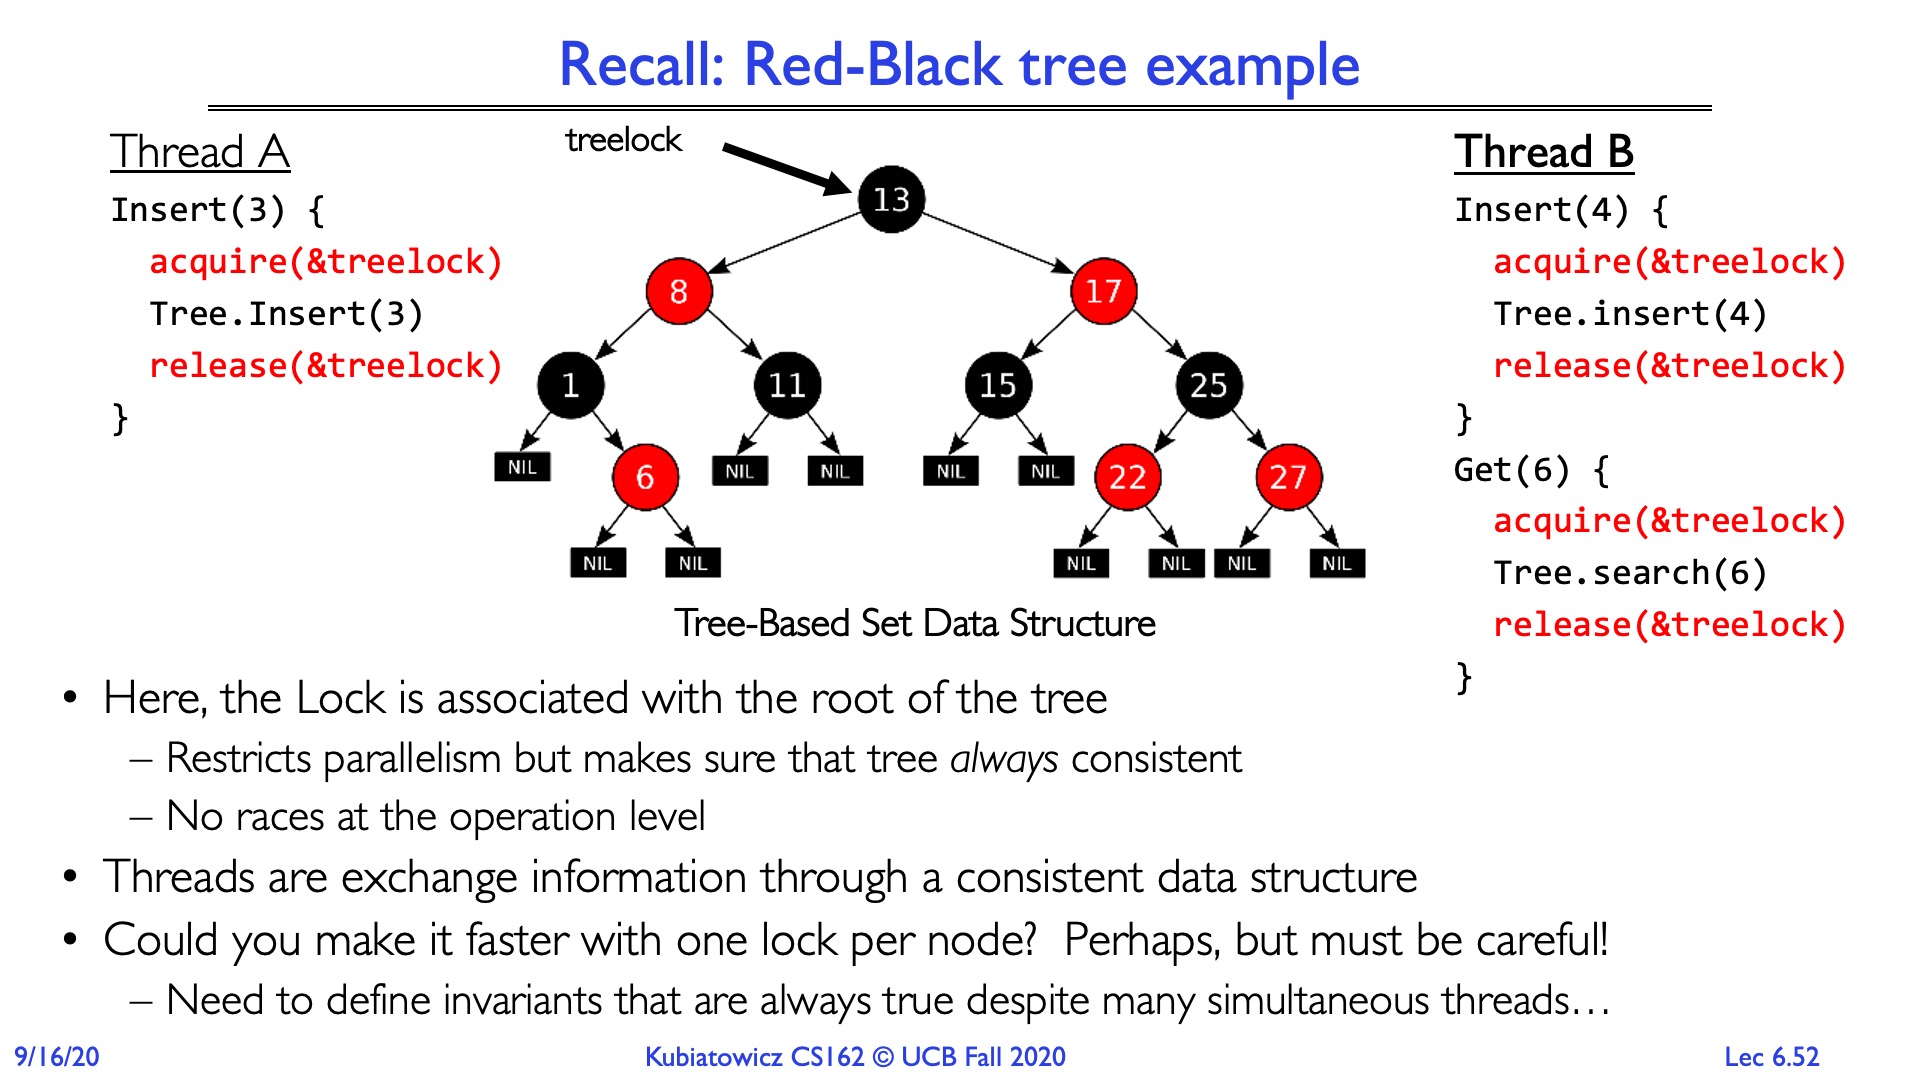 Recall: Red-Black tree example
Thread A
Insert(3) {
acquire(&treelock)
Tree.Insert(3)
release(&treelock)
}
treelock
13
8
17
1
11
15
25
NIL
6
NIL
NIL
NIL
NIL
22
27
NIL
NIL
NIL
NIL
NIL
NIL
Tree-Based Set Data Structure
Thread B
Insert(4) {
acquire(&treelock)
Tree.insert(4)
release(&treelock)
}
Get(6) {
acquire(&treelock)
Tree.search(6)
release(&treelock)
}
• Here, the Lock is associated with the root of the tree
– Restricts parallelism but makes sure that tree always consistent
– No races at the operation level
• Threads are exchange information through a consistent data structure
• Could you make it faster with one lock per node? Perhaps, but must be careful!
– Need to define invariants that are always true despite many simultaneous threads…
9/16/20
Kubiatowicz CS162 © UCB Fall 2020
Lec 6.52